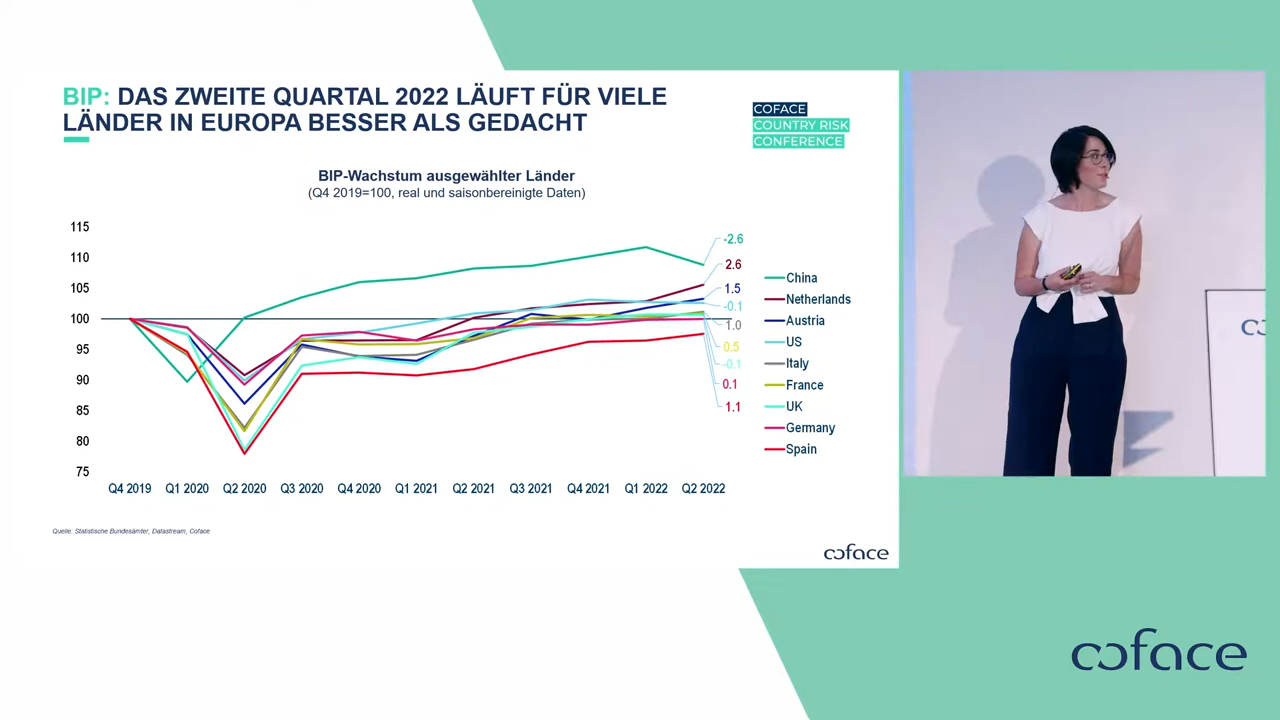 BIP: DAS ZWEITE QUARTAL 2022 LÄUFT FÜR VIELE
LÄNDER IN EUROPA BESSER ALS GEDACHT
COFACE
COUNTRY RISK
CONFERENCE
BIP-Wachstum ausgewählter Länder
(Q4 2019=100, real und saisonbereinigte Daten)
115
110
105
100
95
90
85
80
75
-2.6
2.6
1.5
-0.1
1.0
0.5
-0.1
0.1
1.1
China
Netherlands
Austria
US
Italy
France
UK
Germany
Spain
Q4 2019
Q1 2020
Q2 2020
Q3 2020
Q4 2020
Q1 2021
Q2 2021
Q3 2021
Q4 2021
Q1 2022
Q2 2022
Quelle: Statistische Bundesämter, Datastream, Coface
coface
co
coface